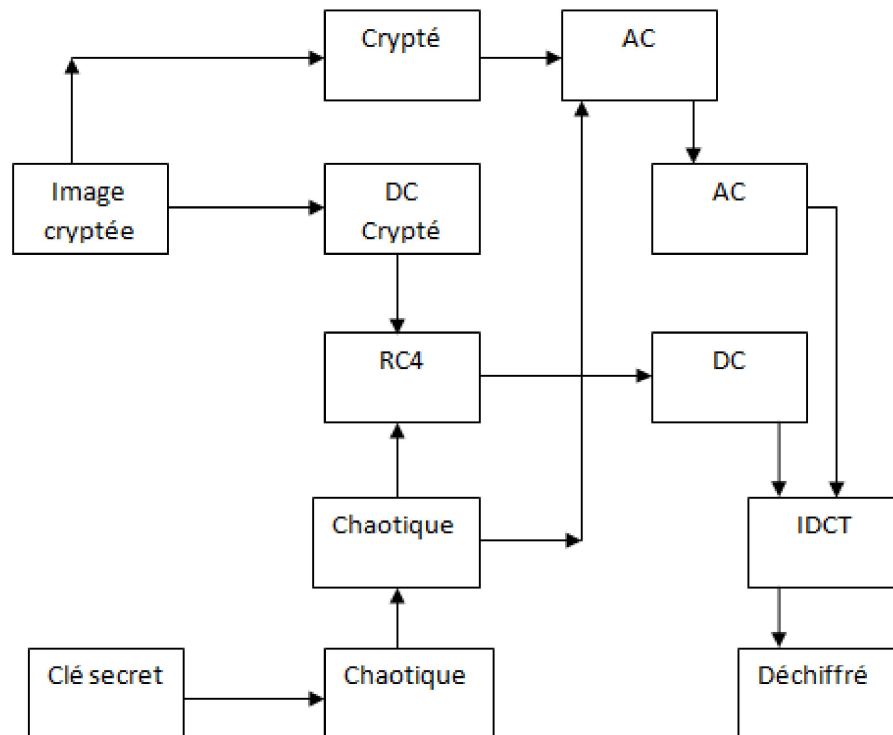 Crypté
AC
Image
cryptée
DC
Crypté
AC
RC4
DC
Chaotique
IDCT
Clé secret
Chaotique
Déchiffré